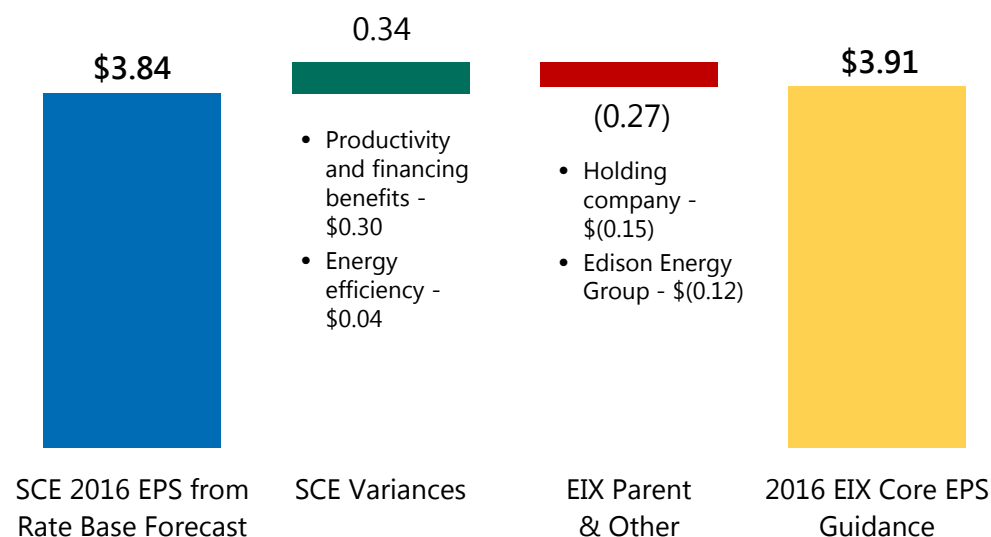 $3.84
0.34
• Productivity
and financing
benefits -
$0.30
• Energy
efficiency -
$0.04
(0.27)
• Holding
company -
$(0.15)
• Edison Energy
Group - $(0.12)
$3.91
SCE 2016 EPS from
Rate Base Forecast
SCE Variances
EIX Parent
& Other
2016 EIX Core EPS
Guidance